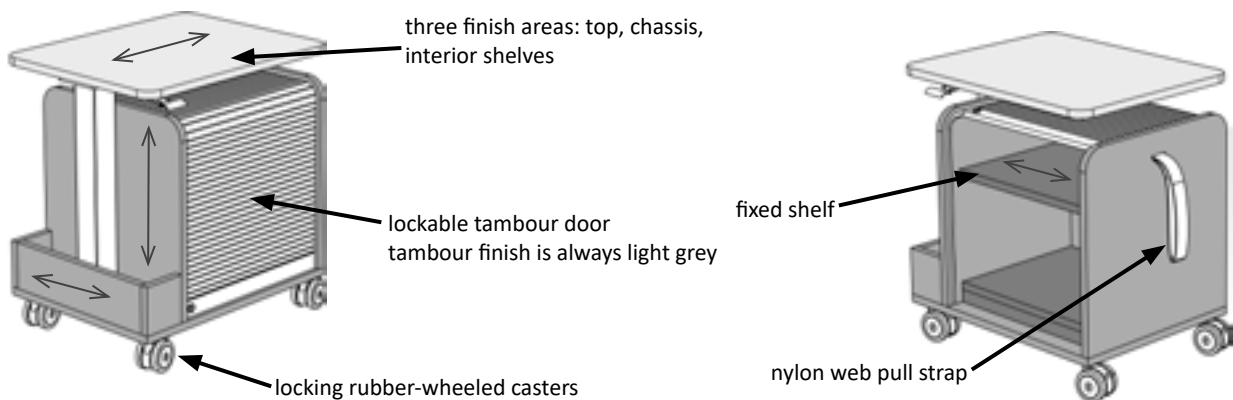 three finish areas: top, chassis,
interior shelves
lockable tambour door
tambour finish is always light grey
locking rubber-wheeled casters
fixed shelf
nylon web pull strap